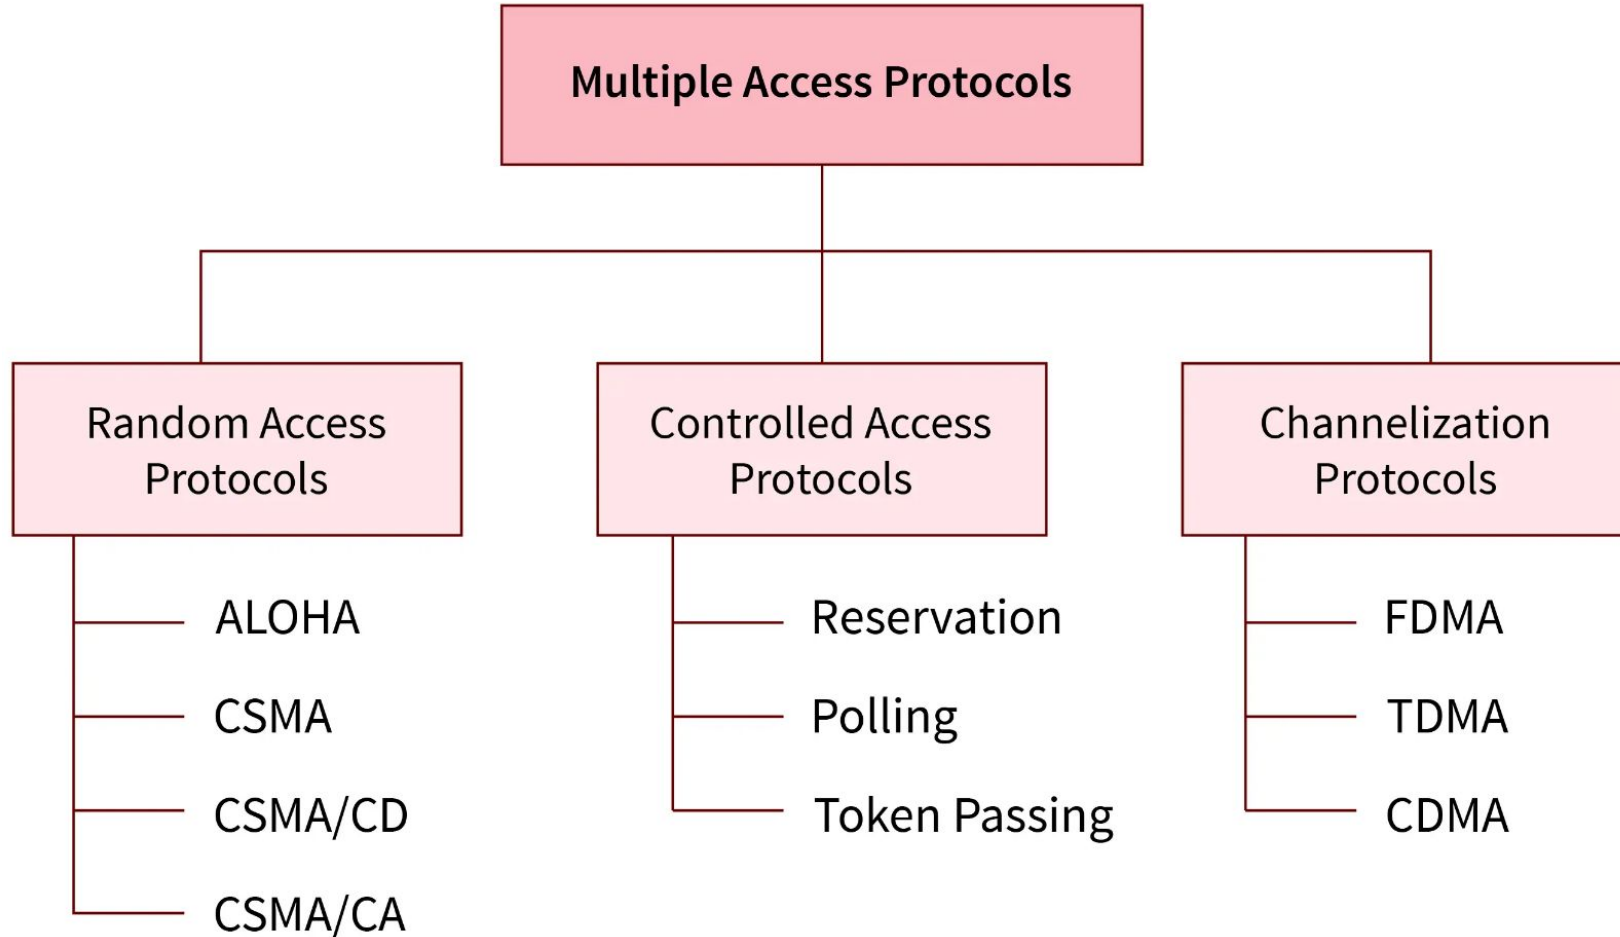 Multiple Access Protocols
Random Access
Protocols
ALOHA
CSMA
CSMA/CD
CSMA/CA
Controlled Access
Protocols
Reservation
Polling
Token Passing
Channelization
Protocols
FDMA
TDMA
CDMA